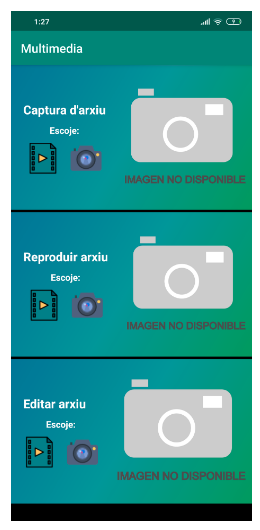 1:27
Multimedia
Captura d'arxiu
Escoje:
IMAGEN NO DISPONIBLE
Reproduir arxiu
Escoje:
IMAGEN NO DISPONIBLE
Editar arxiu
Escoje:
IMAGEN NO DISPONIBLE